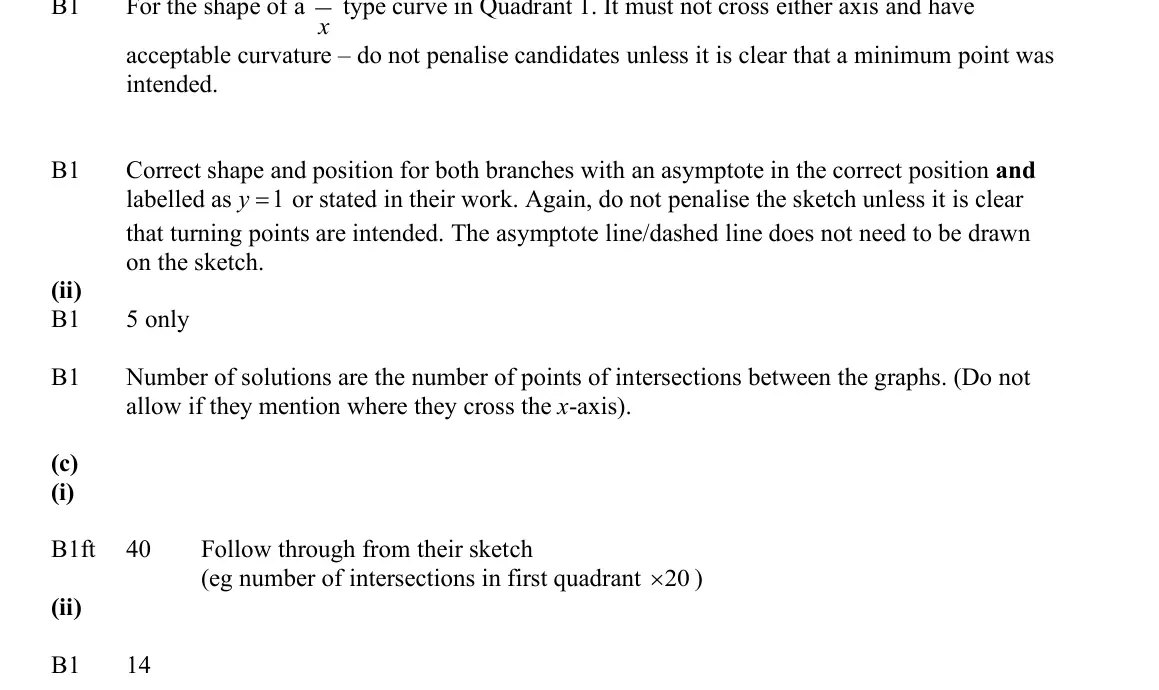 B1 For the shape of a — type curve in Quadrant 1. It must not cross either axis and have
x
acceptable curvature – do not penalise candidates unless it is clear that a minimum point was
intended.
B1 Correct shape and position for both branches with an asymptote in the correct position and
labelled as y = 1 or stated in their work. Again, do not penalise the sketch unless it is clear
that turning points are intended. The asymptote line/dashed line does not need to be drawn
on the sketch.
(ii)
B1 5 only
B1 Number of solutions are the number of points of intersections between the graphs. (Do not
allow if they mention where they cross the x-axis).
(c)
(i)
B1ft 40 Follow through from their sketch
(eg number of intersections in first quadrant ×20 )
(ii)
B1 14